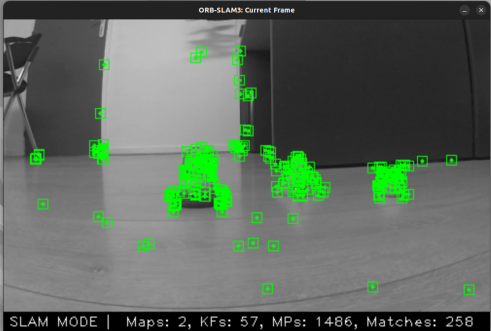 ORB-SLAM3: Current Frame
SLAM MODE | Maps: 2, KFs: 57, MPs: 1486, Matches: 258